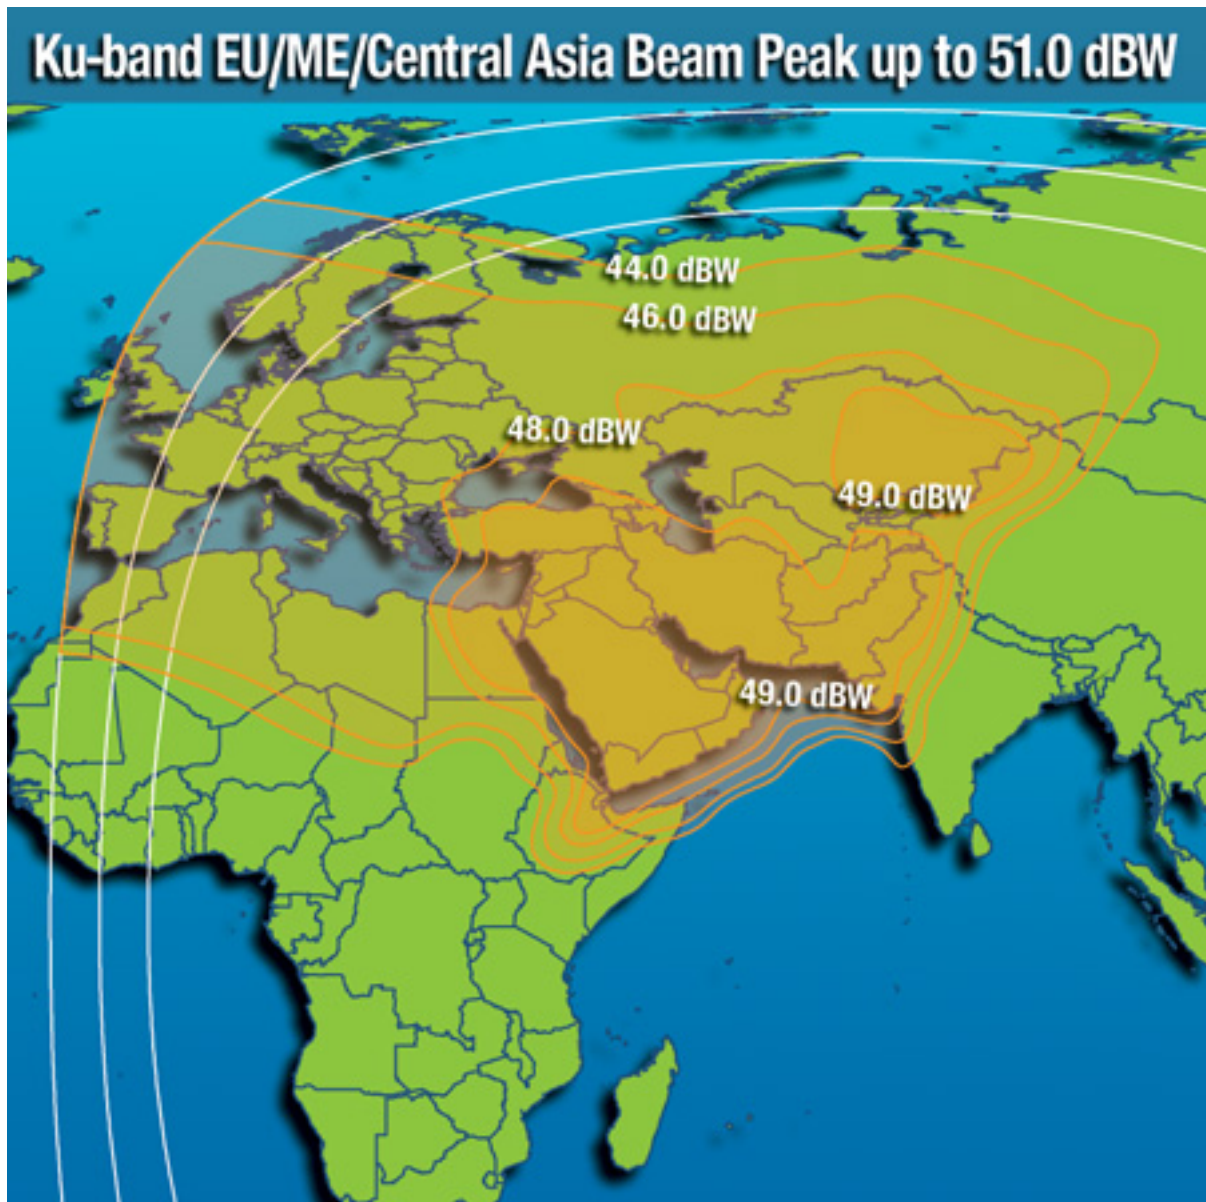 Ku-band EU/ME/Central Asia Beam Peak up to 51.0 dBW
44.0 dBW
46.0 dBW
48.0 dBW
49.0 dBW
49.0 dBW